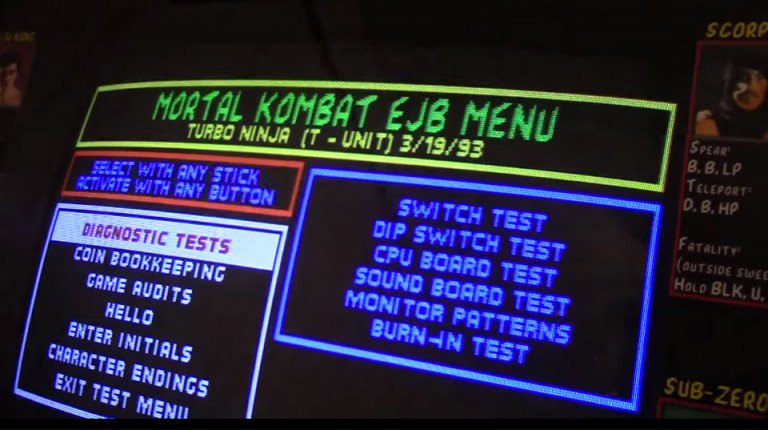 MORTAL KOMBAT EJB MENU
TURBO NINJA (T - UNIT) 3/19/93
SELECT WITH ANY STICK
ACTIVATE WITH ANY BUTTON
DIAGNOSTIC TESTS
COIN BOOKKEEPING
GAME AUDITS
HELLO
ENTER INITIALS
CHARACTER ENDINGS
EXIT TEST MENU
SWITCH TEST
DIP SWITCH TEST
CPU BOARD TEST
SOUND BOARD TEST
MONITOR PATTERNS
BURN-IN TEST
SCORP
SPEAR:
B, B, LP
TELEPORT:
D, B, HP
FATALITY:
(OUTSIDE SWEE
HOLD BLK, U,
SUB-ZERO